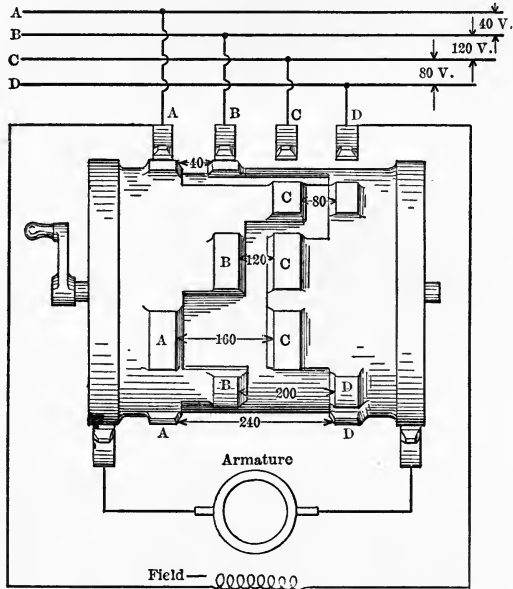 A
40 V.
B
120 V.
C
80 V.
D
A B C D
40
C 80
B 120 C
A 160 C
B 200 D
A 240 D
Armature
Field